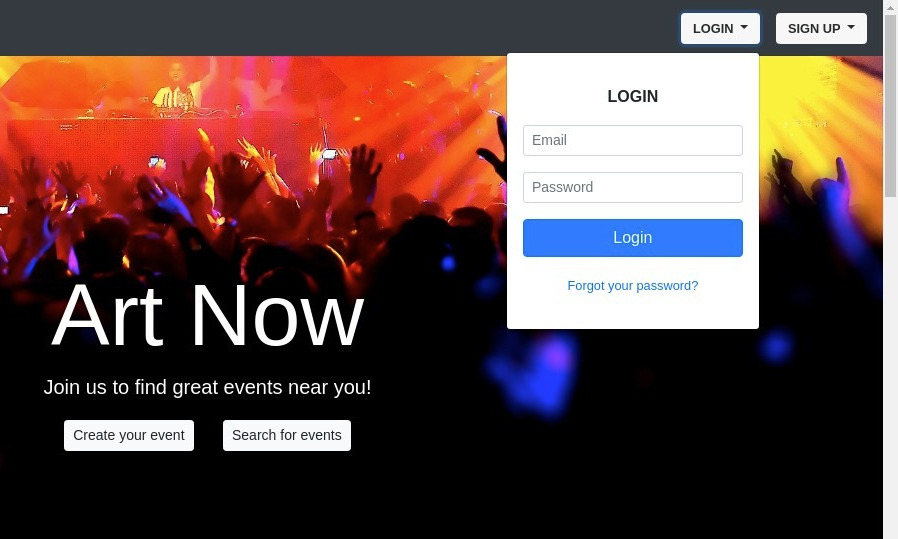 LOGIN
SIGN UP
LOGIN
Email
Password
Login
Forgot your password?
Art Now
Join us to find great events near you!
Create your event
Search for events